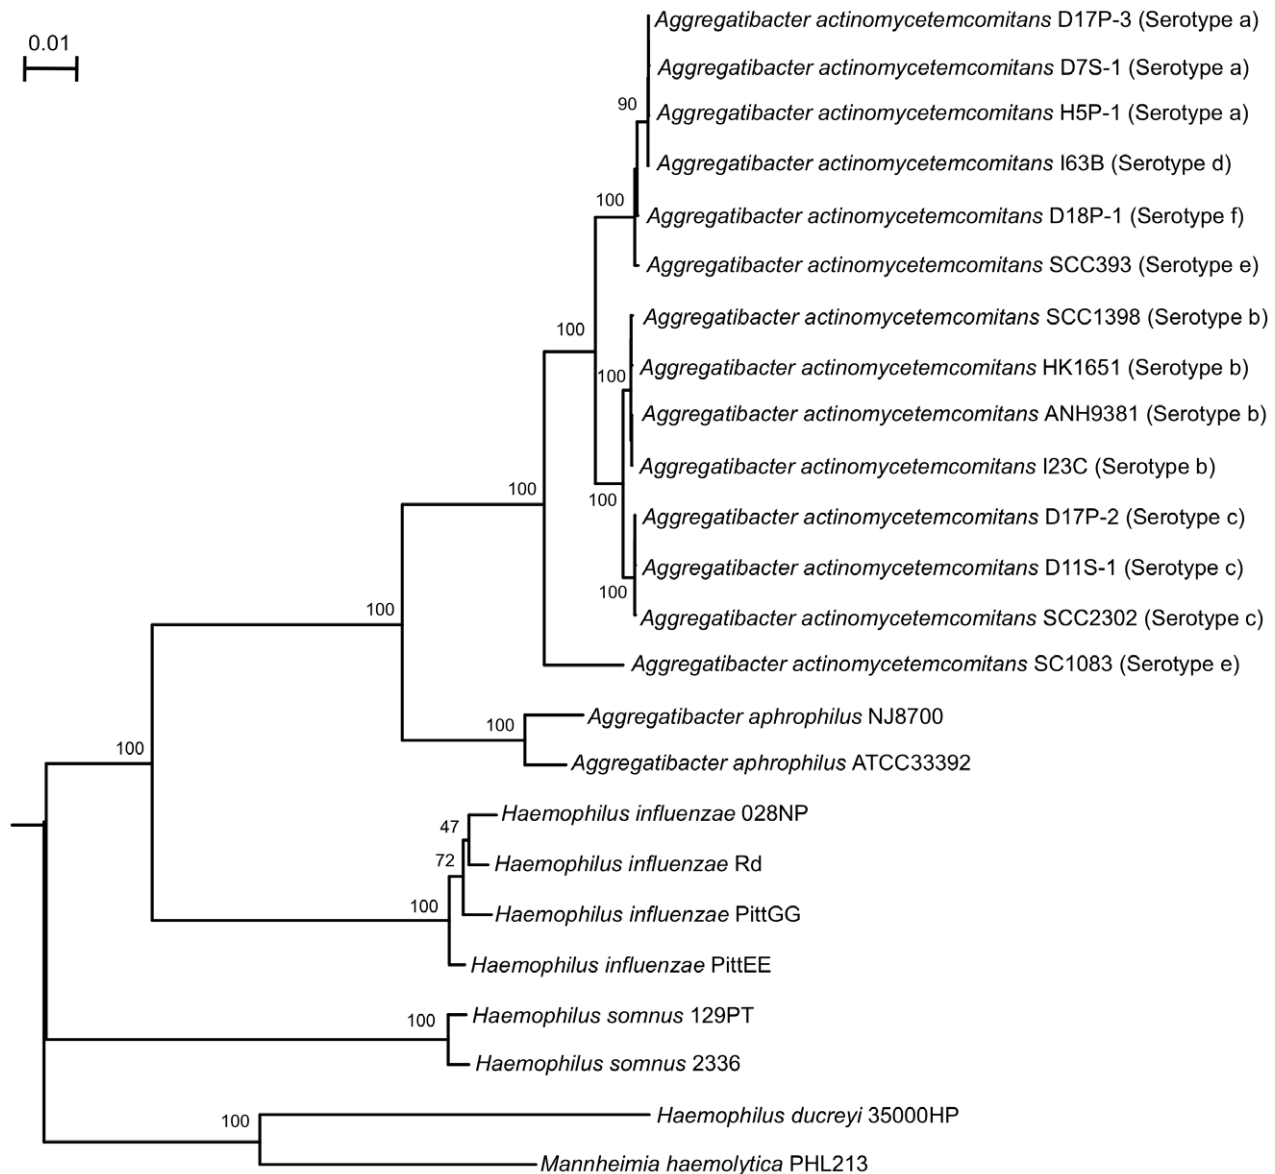 0.01
Aggregatibacter actinomycetemcomitans D17P-3 (Serotype a)
Aggregatibacter actinomycetemcomitans D7S-1 (Serotype a)
90
Aggregatibacter actinomycetemcomitans H5P-1 (Serotype a)
Aggregatibacter actinomycetemcomitans I63B (Serotype d)
100
Aggregatibacter actinomycetemcomitans D18P-1 (Serotype f)
Aggregatibacter actinomycetemcomitans SCC393 (Serotype e)
Aggregatibacter actinomycetemcomitans SCC1398 (Serotype b)
100
Aggregatibacter actinomycetemcomitans HK1651 (Serotype b)
100
Aggregatibacter actinomycetemcomitans ANH9381 (Serotype b)
Aggregatibacter actinomycetemcomitans I23C (Serotype b)
100
100
Aggregatibacter actinomycetemcomitans D17P-2 (Serotype c)
Aggregatibacter actinomycetemcomitans D11S-1 (Serotype c)
100
Aggregatibacter actinomycetemcomitans SCC2302 (Serotype c)
100
Aggregatibacter actinomycetemcomitans SC1083 (Serotype e)
Aggregatibacter aphrophilus NJ8700
100
100
Aggregatibacter aphrophilus ATCC33392
Haemophilus influenzae 028NP
47
Haemophilus influenzae Rd
72
100
Haemophilus influenzae PittGG
Haemophilus influenzae PittEE
Haemophilus somnus 129PT
100
Haemophilus somnus 2336
Haemophilus ducreyi 35000HP
100
Mannheimia haemolytica PHL213